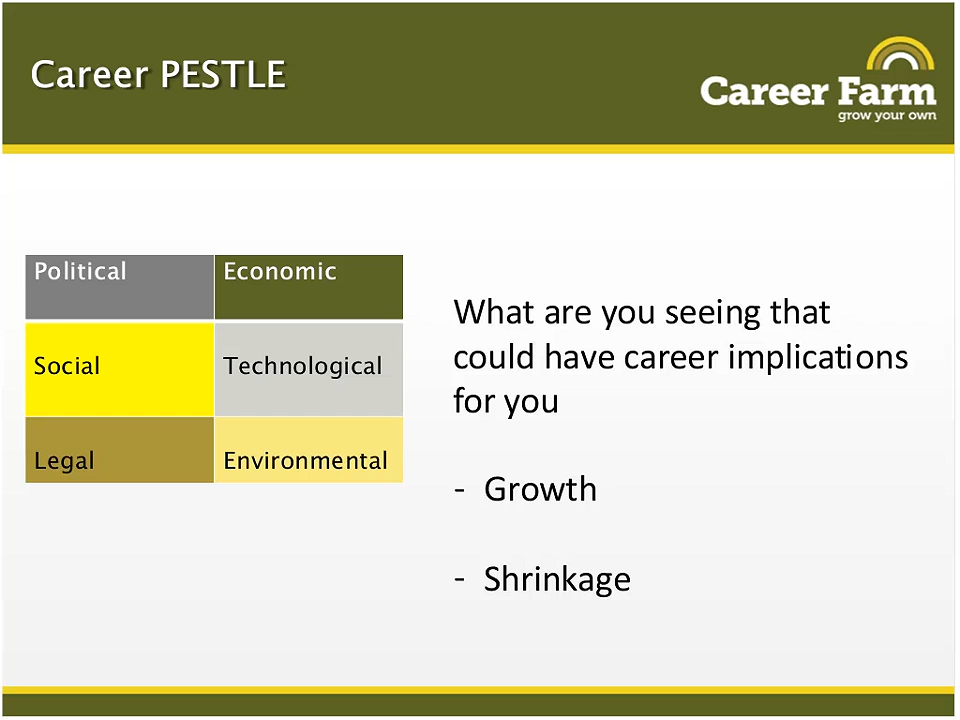 Career PESTLE
Career Farm
grow your own
Political
Economic
Social
Technological
Legal
Environmental
What are you seeing that
could have career implications
for you
- Growth
- Shrinkage